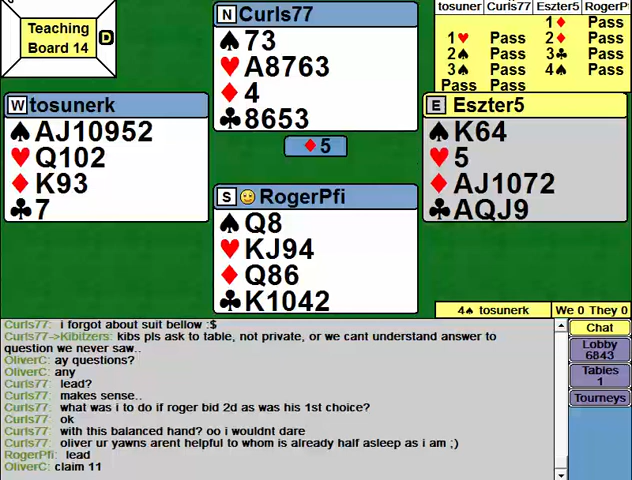 Teaching
Board 14
D
N Curls77
♠ 73
♥ A8763
♦ 4
♣ 8653
tosuner Curls77 Eszter5 RogerP
1♦ Pass
1♥ Pass 2♦ Pass
2♠ Pass 3♣ Pass
3♠ Pass 4♠ Pass
Pass Pass
W tosunerk
♠ AJ10952
♥ Q102
♦ K93
♣ 7
♦ 5
E Eszter5
♠ K64
♥ 5
♦ AJ1072
♣ AQJ9
S RogerPfi
♠ Q8
♥ KJ94
♦ Q86
♣ K1042
4♠ tosunerk We 0 They 0
Curls77: i forgot about suit bellow :$
Curls77->Kibitzers: kibs pls ask to table, not private, or we cant understand answer to
question we never saw..
OliverC: ay questions?
OliverC: any
Curls77: lead?
Curls77: makes sense..
Curls77: what was i to do if roger bid 2d as was his 1st choice?
Curls77: ok
Curls77: with this balanced hand? oo i wouldnt dare
Curls77: oliver ur yawns arent helpful to whom is already half asleep as i am ;)
RogerPfi: lead
OliverC: claim 11
Chat
Lobby
6843
Tables
1
Tourneys